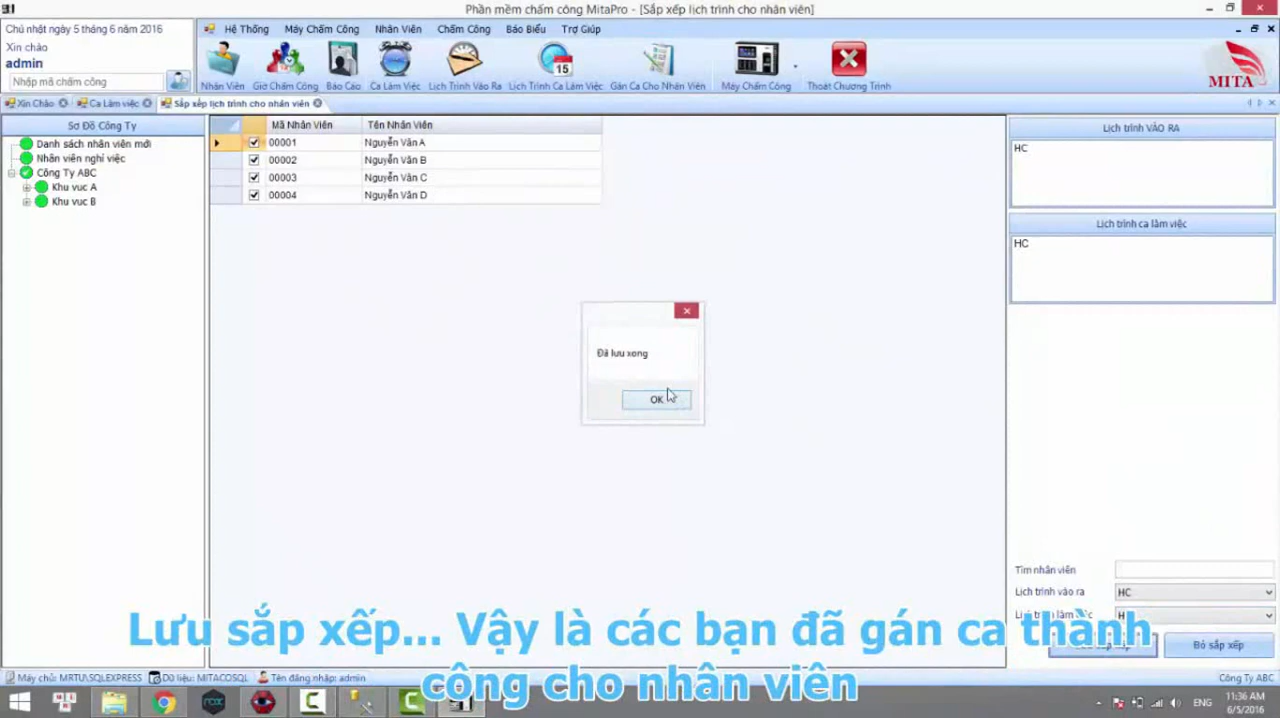 Phần mềm chấm công MitaPro - [Sắp xếp lịch trình cho nhân viên]
Chủ nhật ngày 5 tháng 6 năm 2016
Hệ Thống Máy Chấm Công Nhân Viên Chấm Công Báo Biểu Trợ Giúp
Xin chào
admin
Nhập mã chấm công
Nhân Viên Giờ Chấm Công Báo Cáo Ca Làm Việc Lịch Trình Vào Ra Lịch Trình Ca Làm Việc Gán Ca Cho Nhân Viên Máy Chấm Công Thoát Chương Trình
15
MITA
Xin Chào Ca Làm việc Sắp xếp lịch trình cho nhân viên
Sơ Đồ Công Ty
Danh sách nhân viên mới
Nhân viên nghỉ việc
Công Ty ABC
Khu vuc A
Khu vuc B
Mã Nhân Viên Tên Nhân Viên
00001 Nguyễn Văn A
00002 Nguyễn Văn B
00003 Nguyễn Văn C
00004 Nguyễn Văn D
Lịch trình VÀO RA
HC
Lịch trình ca làm việc
HC
Đã lưu xong
OK
Tìm nhân viên
Lịch trình vào ra HC
Lịch trình làm việc
Bỏ sắp xếp
Lưu sắp xếp... Vậy là các bạn đã gán ca thành
công cho nhân viên
Máy chủ: MRTU\SQLEXPRESS Dữ liệu: MITACOSQL Tên đăng nhập: admin Công Ty ABC
ENG
11:36 AM
6/5/2016